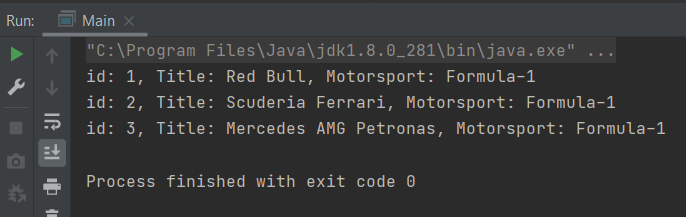 Run: Main ×
"C:\Program Files\Java\jdk1.8.0_281\bin\java.exe" ...
id: 1, Title: Red Bull, Motorsport: Formula-1
id: 2, Title: Scuderia Ferrari, Motorsport: Formula-1
id: 3, Title: Mercedes AMG Petronas, Motorsport: Formula-1
Process finished with exit code 0